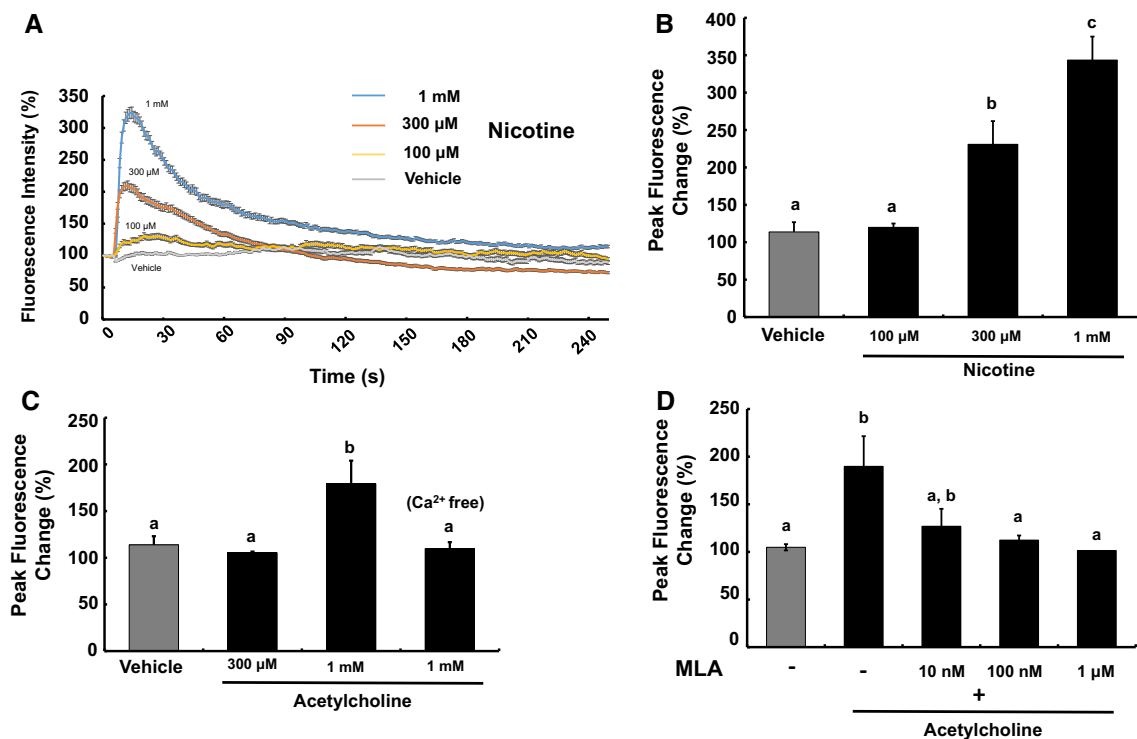 A
Fluorescence Intensity (%)
350
300
250
200
150
100
50
0
1 mM
300 µM
100 µM
Vehicle
1 mM
300 µM
100 µM
Vehicle
Nicotine
0
30
60
90
120
150
180
210
240
Time (s)
B
Peak Fluorescence
Change (%)
400
350
300
250
200
150
100
50
0
a
a
b
c
Vehicle
100 µM
300 µM
1 mM
Nicotine
C
Peak Fluorescence
Change (%)
250
200
150
100
50
0
a
a
b
(Ca²⁺ free)
a
Vehicle
300 µM
1 mM
1 mM
Acetylcholine
D
Peak Fluorescence
Change (%)
250
200
150
100
50
0
a
b
a, b
a
a
MLA
-
-
10 nM
100 nM
1 µM
+
Acetylcholine